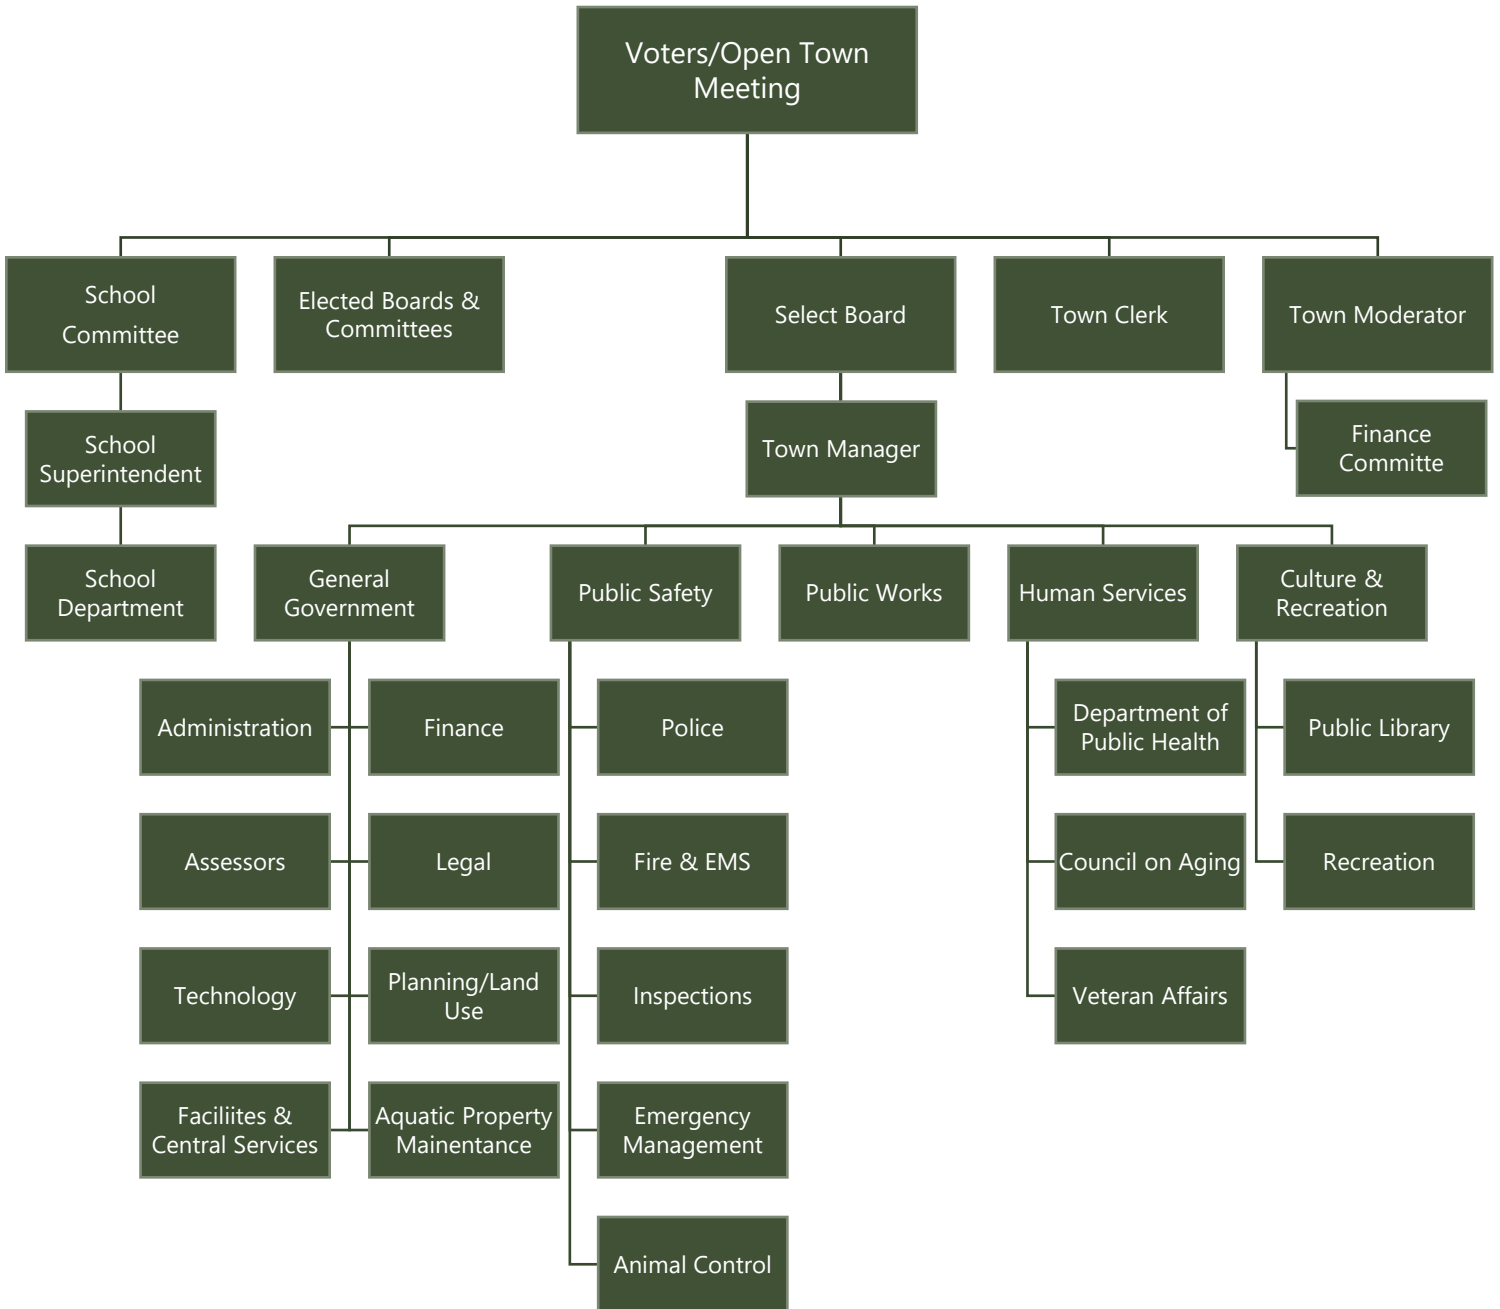 Voters/Open Town
Meeting
School
Committee
Elected Boards &
Committees
Select Board
Town Clerk
Town Moderator
School
Superintendent
Town Manager
Finance
Committe
School
Department
General
Government
Public Safety
Public Works
Human Services
Culture &
Recreation
Administration
Finance
Police
Department of
Public Health
Public Library
Assessors
Legal
Fire & EMS
Council on Aging
Recreation
Technology
Planning/Land
Use
Inspections
Veteran Affairs
Faciliites &
Central Services
Aquatic Property
Mainentance
Emergency
Management
Animal Control